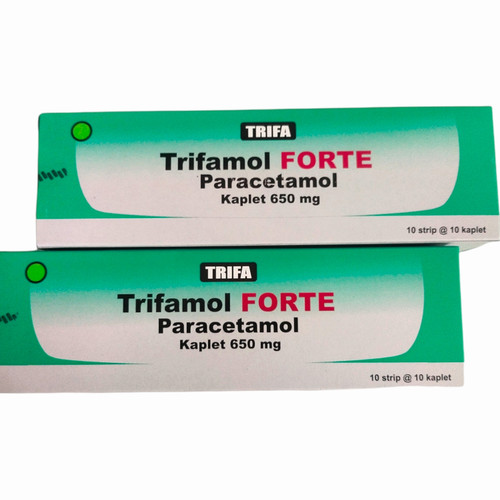 TRIFA
Trifamol FORTE
Paracetamol
Kaplet 650 mg
10 strip @ 10 kaplet
TRIFA
Trifamol FORTE
Paracetamol
Kaplet 650 mg
10 strip @ 10 kaplet